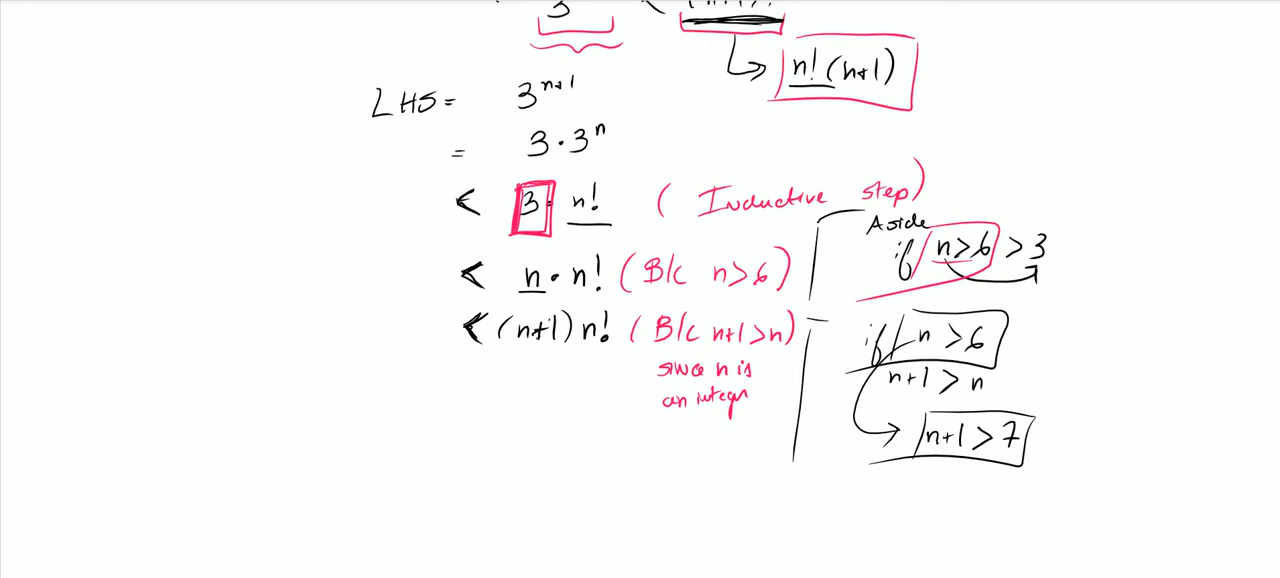 3 <
n! (n+1)
LHS = 3^{n+1}
= 3 · 3^n
< 3 · n! ( Inductive step)
Aside
if n>6 > 3
< n · n! ( B/c n>6)
< (n+1) n! ( B/c n+1>n)
since n is
an integr
if n>6
n+1 > n
n+1 > 7